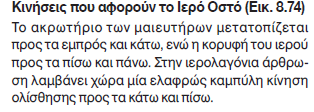 Κινήσεις που αφορούν το Ιερό Οστό (Εικ. 8.74)
Το ακρωτήριο των μαιευτήρων μετατοπίζεται
προς τα εμπρός και κάτω, ενώ η κορυφή του ιερού
προς τα πίσω και πάνω. Στην ιερολαγόνια άρθρω-
ση λαμβάνει χώρα μία ελαφρώς καμπύλη κίνηση
ολίσθησης προς τα κάτω και πίσω.